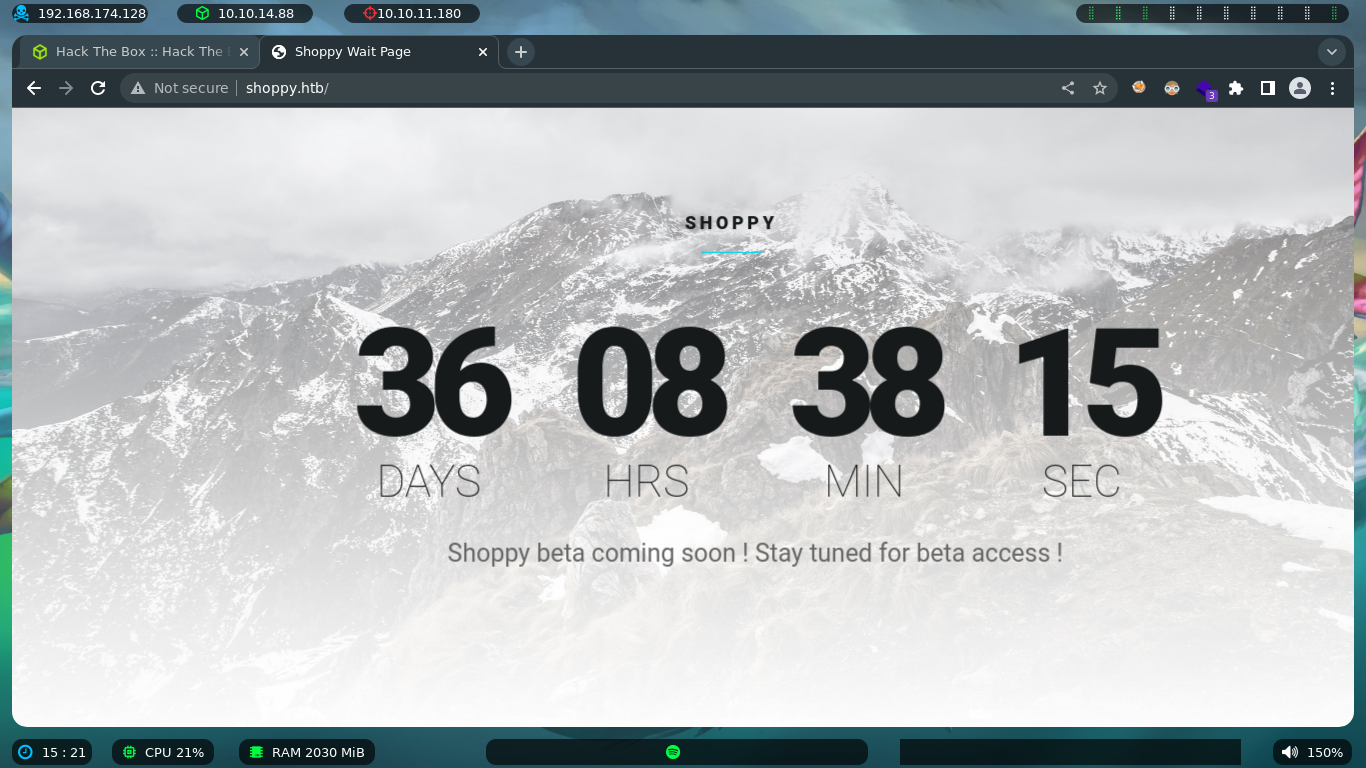 192.168.174.128 10.10.14.88 10.10.11.180
Hack The Box :: Hack The Shoppy Wait Page
Not secure shoppy.htb/ 3
SHOPPY
36 08 38 15
DAYS HRS MIN SEC
Shoppy beta coming soon ! Stay tuned for beta access !
15 : 21 CPU 21% RAM 2030 MiB 150%